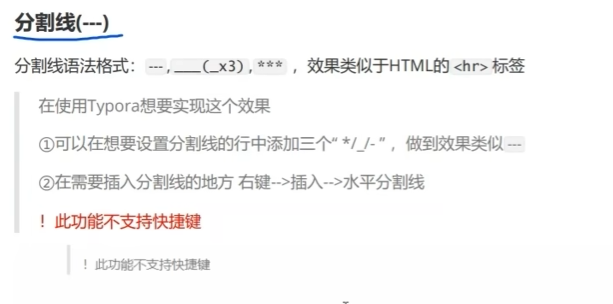 分割线(---)
分割线语法格式： ---,___(_x3),*** ，效果类似于HTML的<hr>标签
在使用Typora想要实现这个效果
①可以在想要设置分割线的行中添加三个“ */_/- ”，做到效果类似---
②在需要插入分割线的地方 右键-->插入-->水平分割线
！此功能不支持快捷键
！此功能不支持快捷键